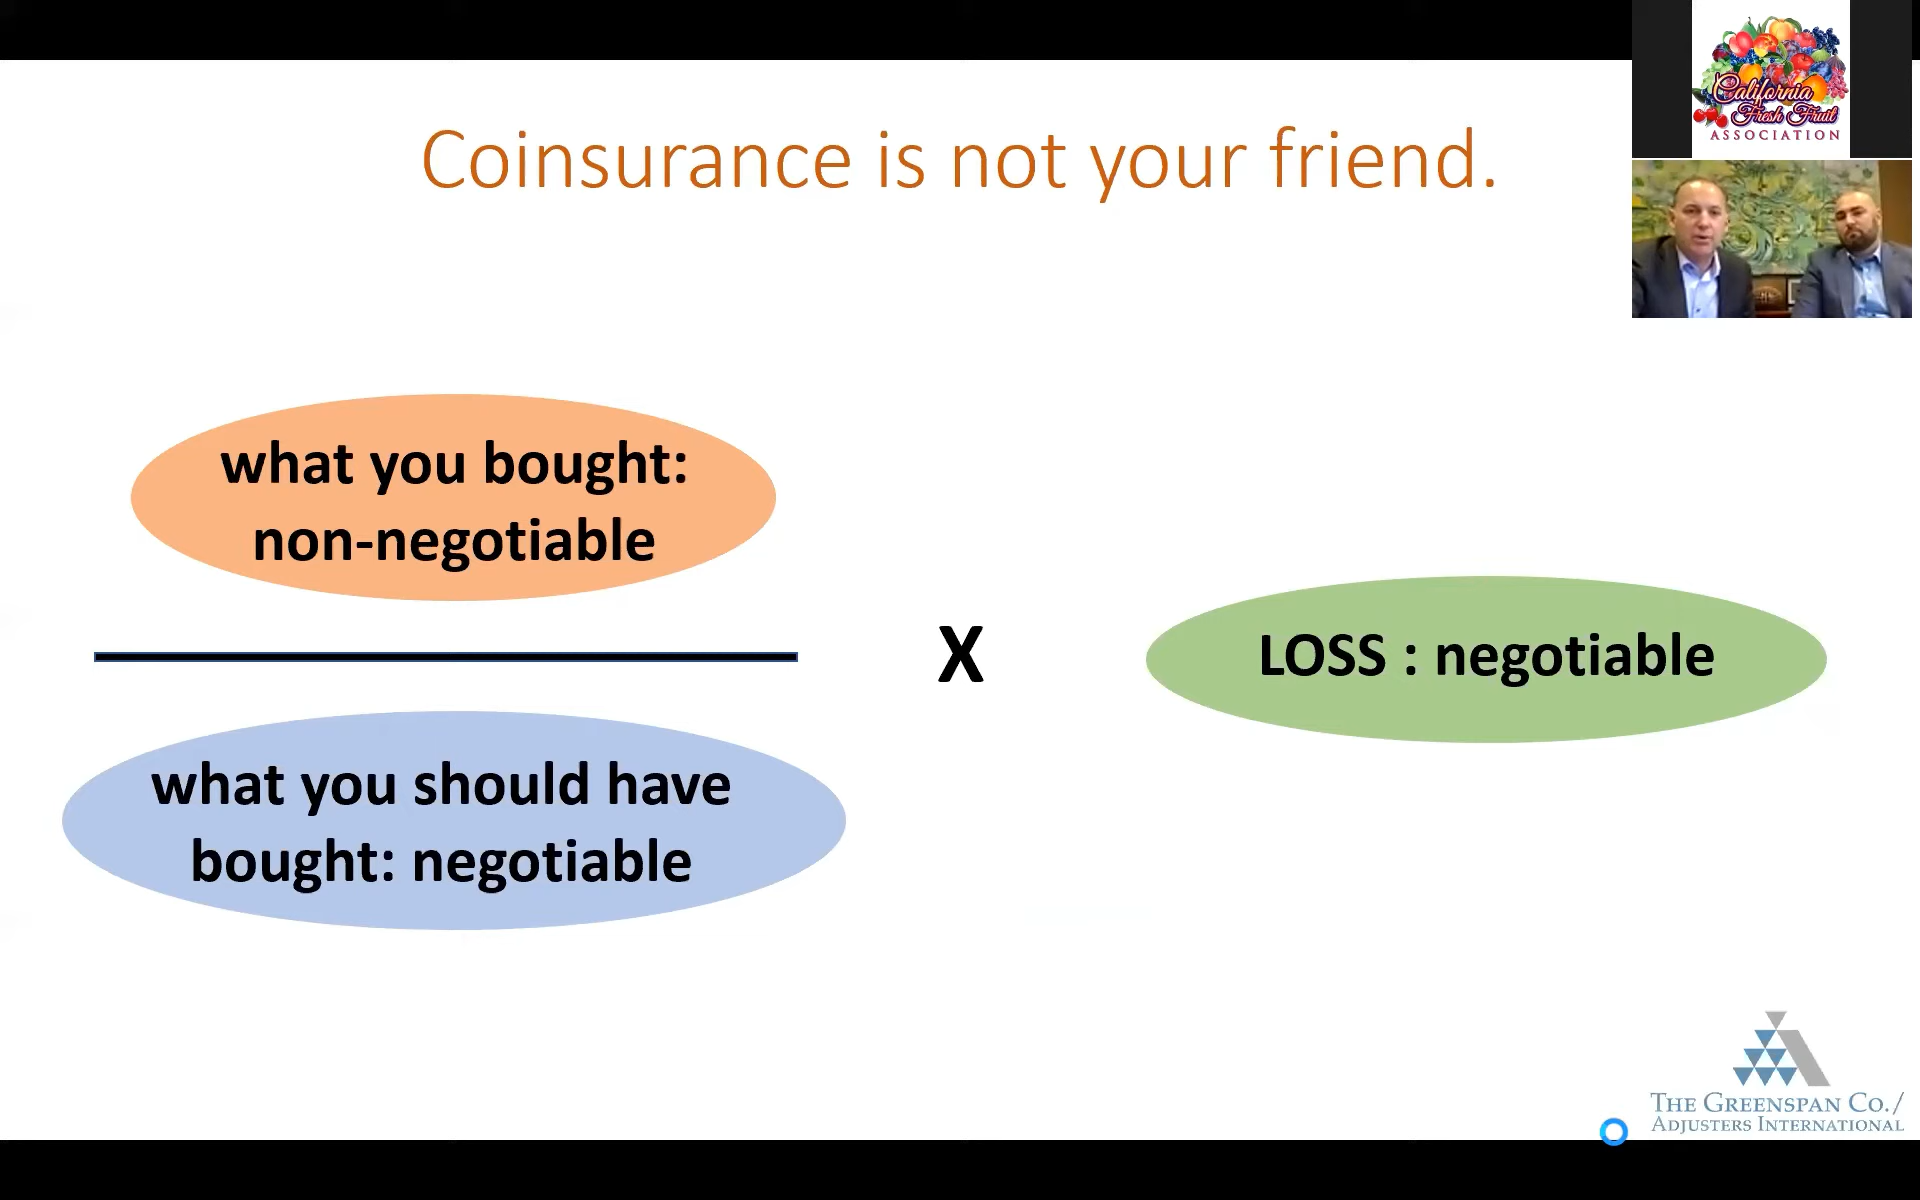 Coinsurance is not your friend.
California
Fresh Fruit
ASSOCIATION
what you bought:
non-negotiable
X
LOSS : negotiable
what you should have
bought: negotiable
THE GREENSPAN CO./
ADJUSTERS INTERNATIONAL